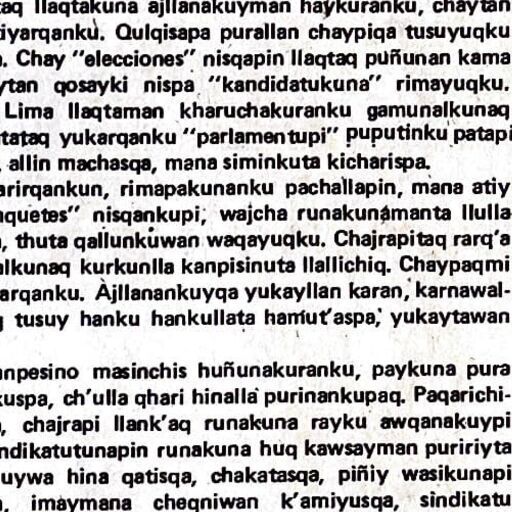 aq llaqtakuna ajllanakuyman haykuranku, chaytan
iyarqanku. Qulqisapa purallan chaypiqa tusuyuqku
. Chay "elecciones" nisqapin llaqtaq puñunan kama
ytan qosayki nispa "kandidatukuna" rimayuqku.
Lima llaqtaman kharuchakuranku gamunalkunaq
tataq yukarqanku "parlamentupi" puputinku patapi
, allin machasqa, mana siminkuta kicharispa.
arirqankun, rimapakunanku pachallapin, mana atiy
nquetes" nisqankupi, wajcha runakunamanta llulla
, thuta qallunkuwan waqayuqku. Chajrapitaq rarq'a
alkunaq kurkunlla kanpisinuta llallichiq. Chaypaqmi
arqanku. Ajllanankuyqa yukayllan karan, karnawal-
tusuy hanku hankullata hamut'aspa, yukaytawan
anpesino masinchis huñunakuranku, paykuna pura
kuspa, ch'ulla qhari hinalla purinankupaq. Paqarichi-
, chajrapi llank'aq runakuna rayku awqanakuypi
ndikatutunapin runakuna huq kawsayman puririyta
uywa hina qatisqa, chakatasqa, piñiy wasikunapi
, imaymana cheqniwan k'amiyusqa, sindikatu